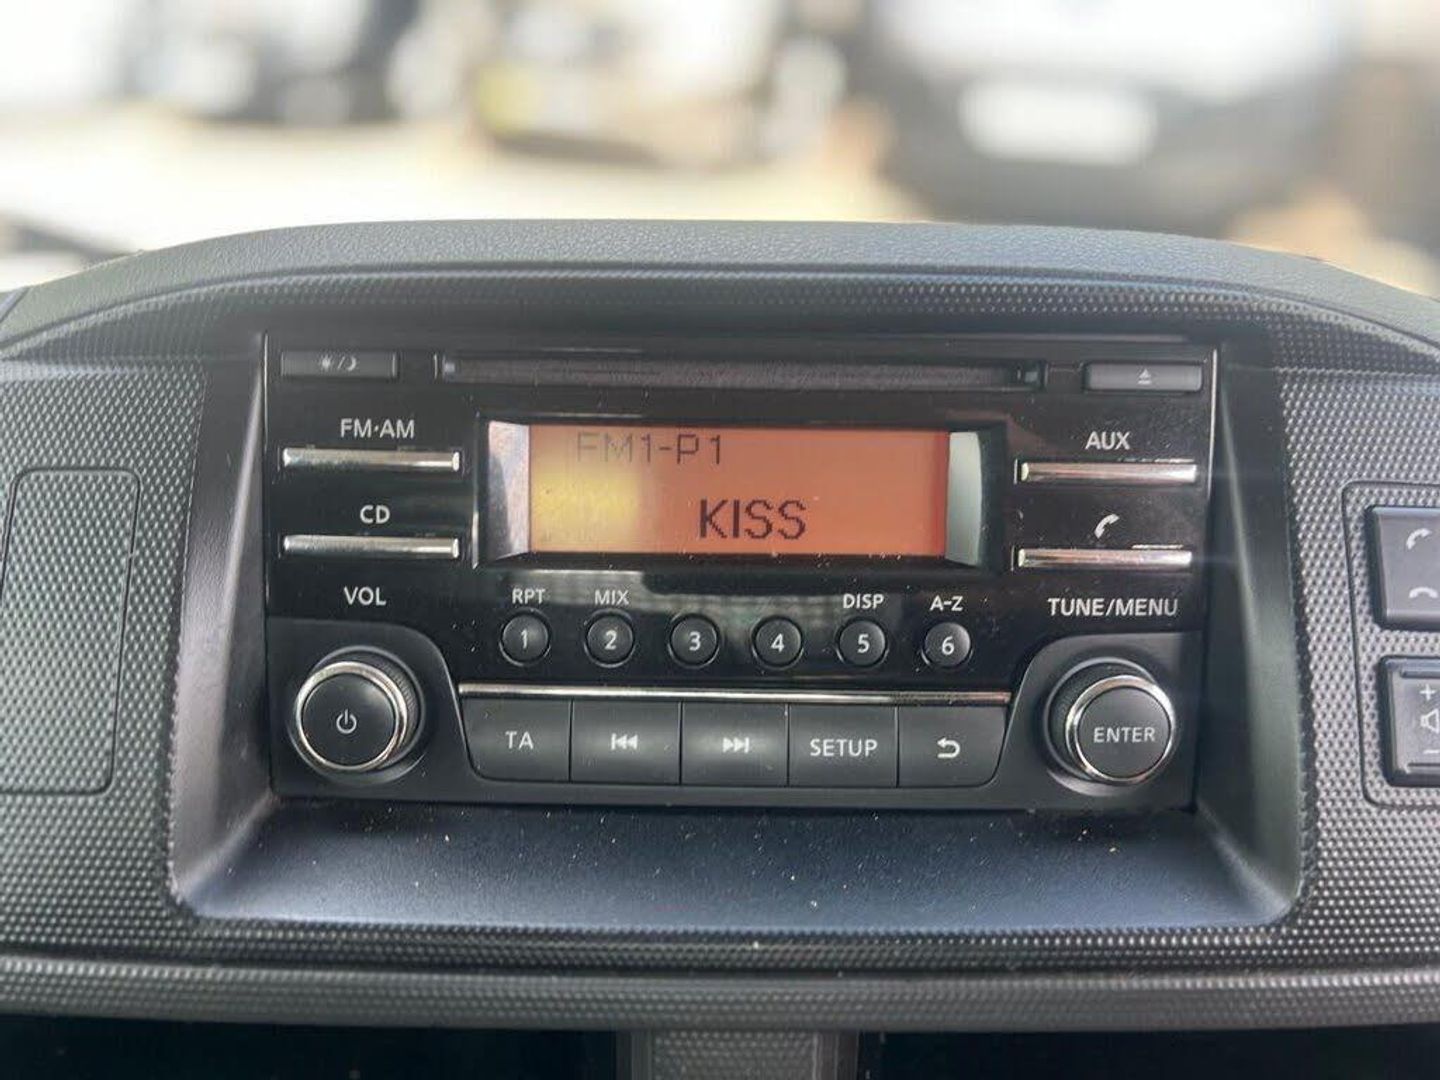 FM·AM
AUX
FM1-P1
KISS
CD
VOL
RPT MIX DISP A-Z
TUNE/MENU
1 2 3 4 5 6
TA SETUP
ENTER